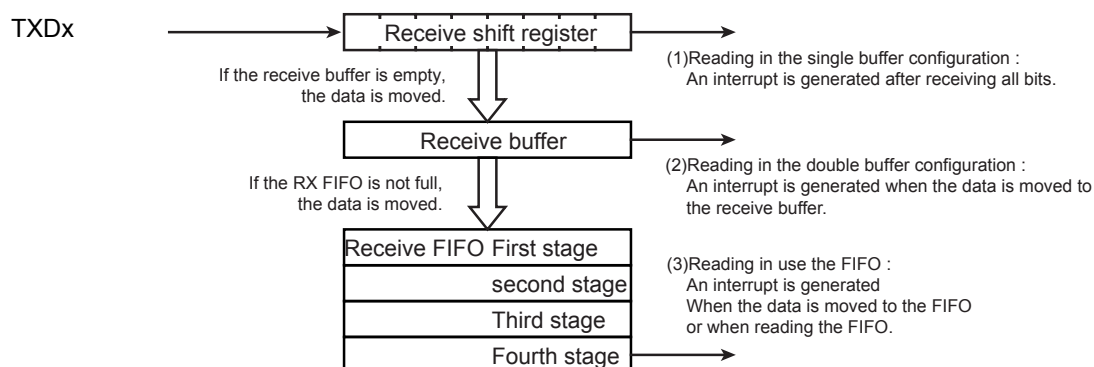 TXDx
Receive shift register
(1)Reading in the single buffer configuration :
An interrupt is generated after receiving all bits.
If the receive buffer is empty,
the data is moved.
Receive buffer
(2)Reading in the double buffer configuration :
An interrupt is generated when the data is moved to
the receive buffer.
If the RX FIFO is not full,
the data is moved.
Receive FIFO First stage
second stage
Third stage
Fourth stage
(3)Reading in use the FIFO :
An interrupt is generated
When the data is moved to the FIFO
or when reading the FIFO.